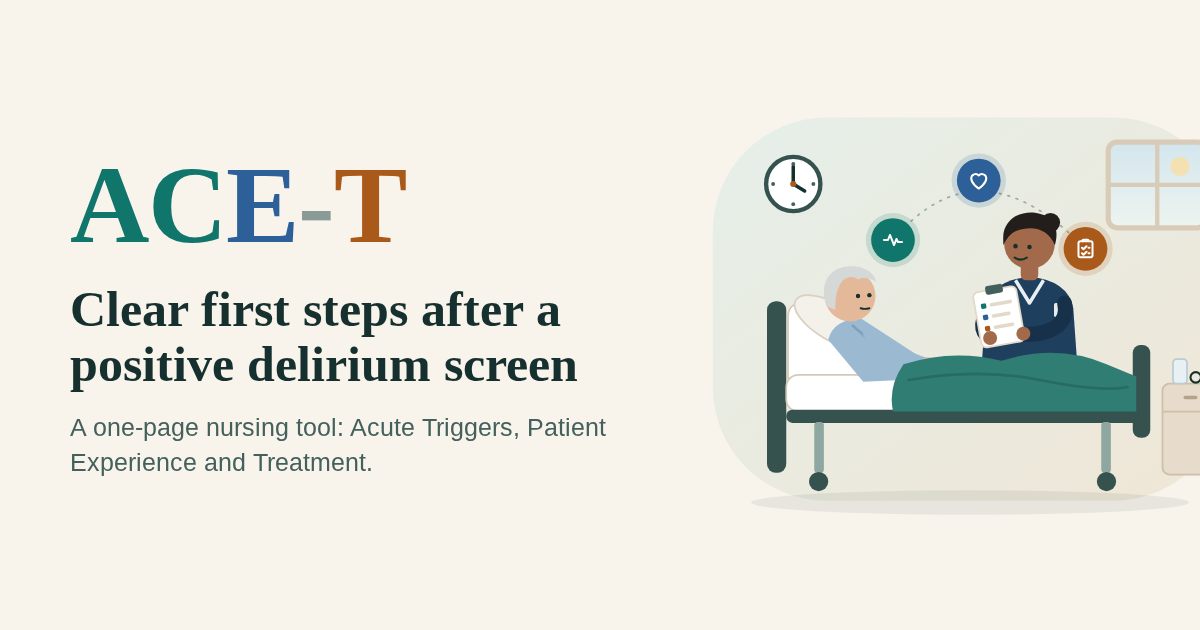 ACE-T
Clear first steps after a
positive delirium screen
A one-page nursing tool: Acute Triggers, Patient
Experience and Treatment.